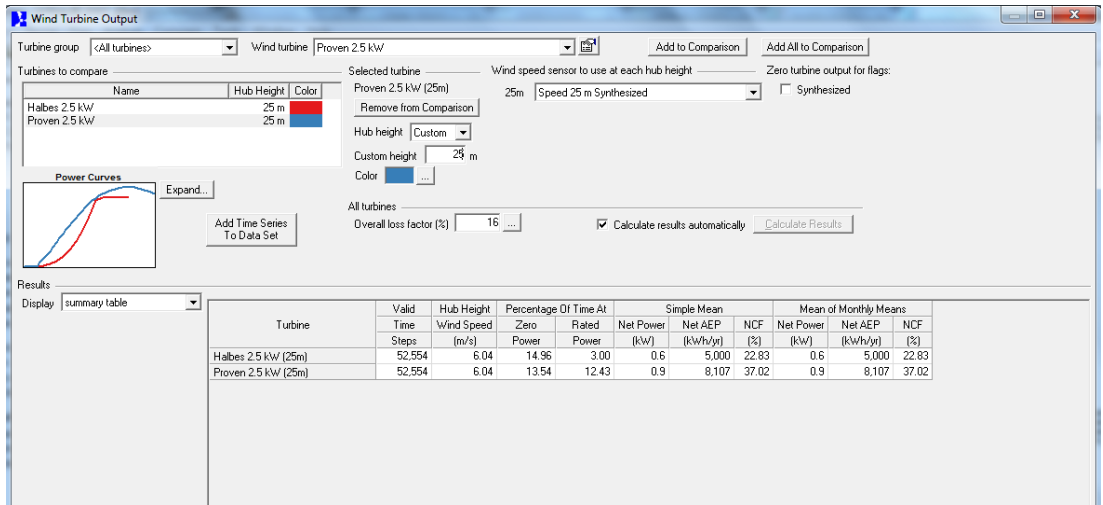 Wind Turbine Output
Turbine group <All turbines> Wind turbine Proven 2.5 kW Add to Comparison Add All to Comparison
Turbines to compare
Name Hub Height Color
Halbes 2.5 kW 25 m
Proven 2.5 kW 25 m
Power Curves
Expand...
Add Time Series
To Data Set
Selected turbine
Proven 2.5 kW (25m)
Remove from Comparison
Hub height Custom
Custom height 25 m
Color ...
Wind speed sensor to use at each hub height
25m Speed 25 m Synthesized
Zero turbine output for flags:
Synthesized
All turbines
Overall loss factor (%) 16 ... Calculate results automatically Calculate Results
Results
Display summary table
Turbine Valid Hub Height Percentage Of Time At Simple Mean Mean of Monthly Means
Time Wind Speed Zero Rated Net Power Net AEP NCF Net Power Net AEP NCF
Steps (m/s) Power Power (kW) (kWh/yr) (%) (kW) (kWh/yr) (%)
Halbes 2.5 kW (25m) 52,554 6.04 14.96 3.00 0.6 5,000 22.83 0.6 5,000 22.83
Proven 2.5 kW (25m) 52,554 6.04 13.54 12.43 0.9 8,107 37.02 0.9 8,107 37.02